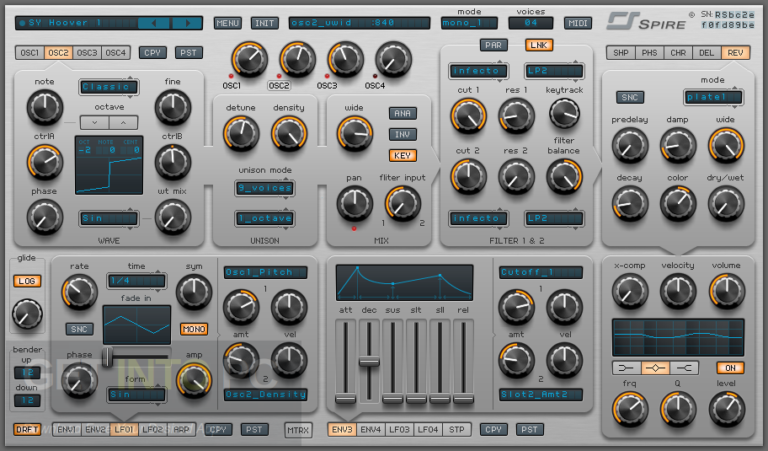 SY Hoover 1 MENU INIT osc2_uwid :840 mode mono_1 voices 04 MIDI SPIRE SN:
OSC1 OSC2 OSC3 OSC4 CPY PST
OSC1 OSC2 OSC3 OSC4
PAR LNK
SHP PHS CHR DEL REV
note Classic fine
octave
ctrlA OCT NOTE CENT ctrlB
-2 0 0
phase Sin wt mix
WAVE
detune density
unison mode
9_voices
1_octave
UNISON
wide ANA
INV
KEY
pan filter input
1 2
MIX
infecto LP2
cut 1 res 1 keytrack
cut 2 res 2 filter balance
infecto LP2
FILTER 1 & 2
mode
SNC plate1
predelay damp wide
decay color dry/wet
glide
LOG
bender
up
12
down
12
DRFT
rate time sym
1/4
fade in
SNC MONO
phase form amp
Sin
Osc1_Pitch
1
amt vel
2
Osc2_Density
ENV1 ENV2 LFO1 LFO2 ARP CPY PST MTRX
att dec sus slt sll rel
Cutoff_1
1
amt vel
2
Slot2_Amt2
ENV3 ENV4 LFO3 LFO4 STP CPY PST
x-comp velocity volume
ON
frq Q level